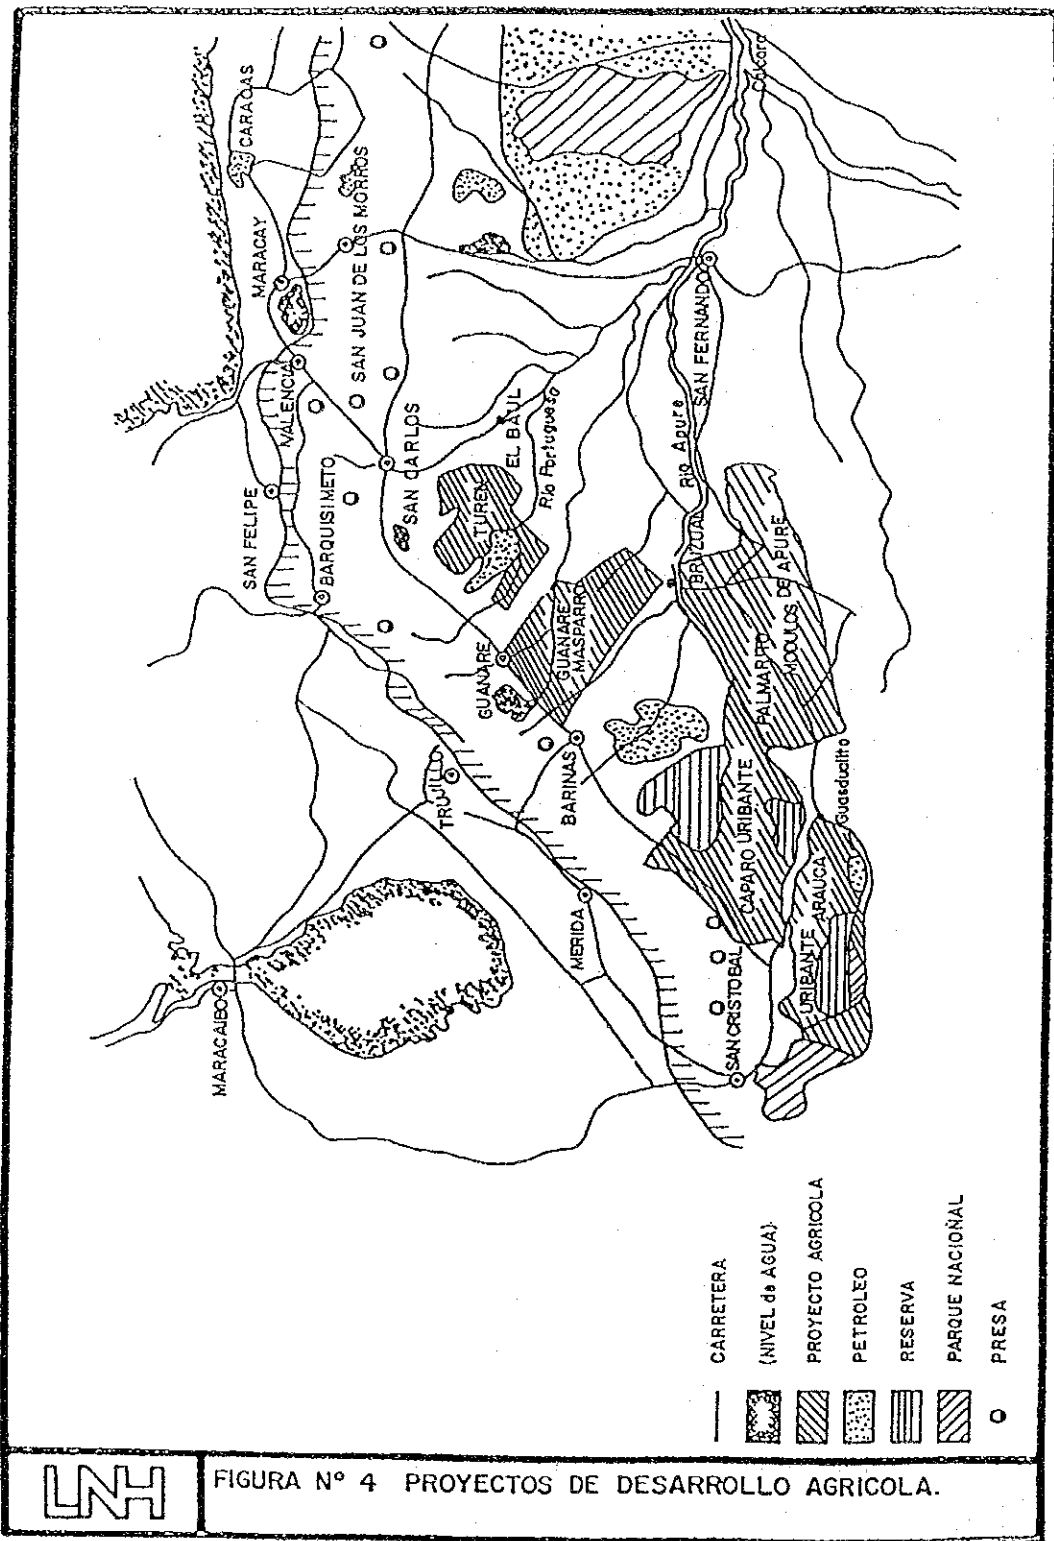 CARACAS
MARACAY
SAN JUAN DE LOS MORROS
VALENCIA
SAN FELIPE
BARQUISIMETO
SAN CARLOS
EL BAUL
Río Portuguesa
TUREN
GUANARE
GUANARE
MASPARRO
TRUJILLO
BARINAS
MERIDA
MARACAIBO
SAN CRISTOBAL
Caicara
SAN FERNANDO
Río Apure
BRUZUAL
PALMARITO
MODULOS DE APURE
CAPARO URIBANTE
URIBANTE ARAUCA
Guasdualito
CARRETERA
(NIVEL de AGUA)
PROYECTO AGRICOLA
PETROLEO
RESERVA
PARQUE NACIONAL
PRESA
LNH
FIGURA Nº 4 PROYECTOS DE DESARROLLO AGRICOLA.